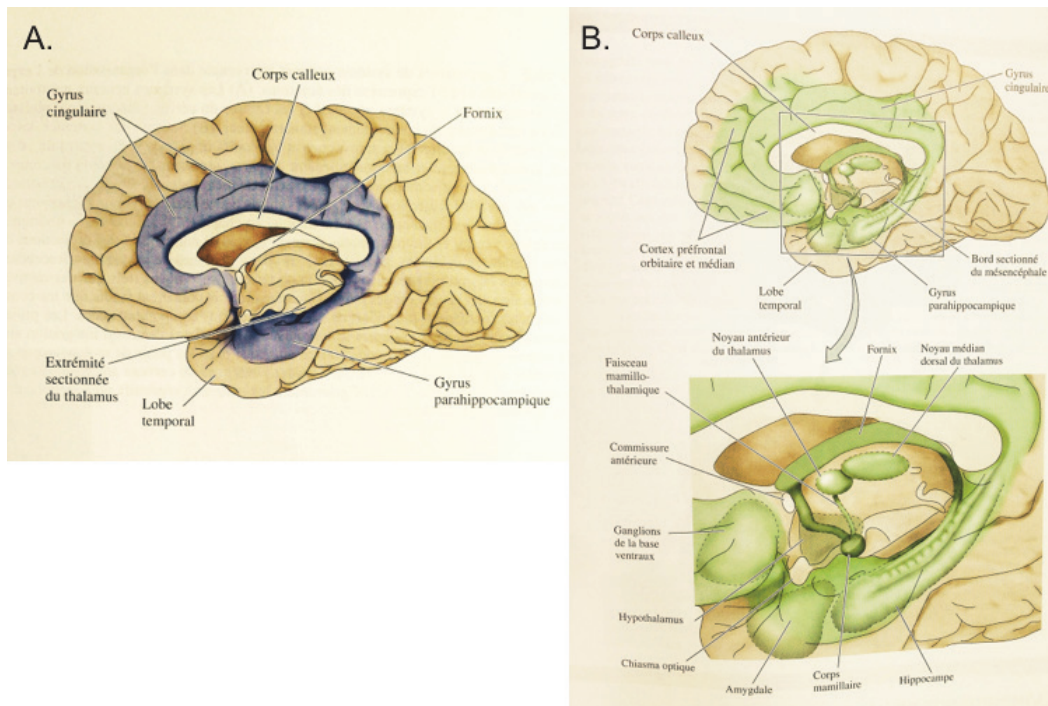 A.
Corps calleux
Gyrus
cingulaire
Fornix
Extrémité
sectionnée
du thalamus
Lobe
temporal
Gyrus
parahippocampique
B.
Corps calleux
Gyrus
cingulaire
Cortex préfrontal
orbitaire et médian
Bord sectionné
du mésencéphale
Lobe
temporal
Gyrus
parahippocampique
Noyau antérieur
du thalamus
Fornix
Noyau médian
dorsal du thalamus
Faisceau
mamillo-
thalamique
Commissure
antérieure
Ganglions
de la base
ventraux
Hypothalamus
Chiasma optique
Amygdale
Corps
mamillaire
Hippocampe